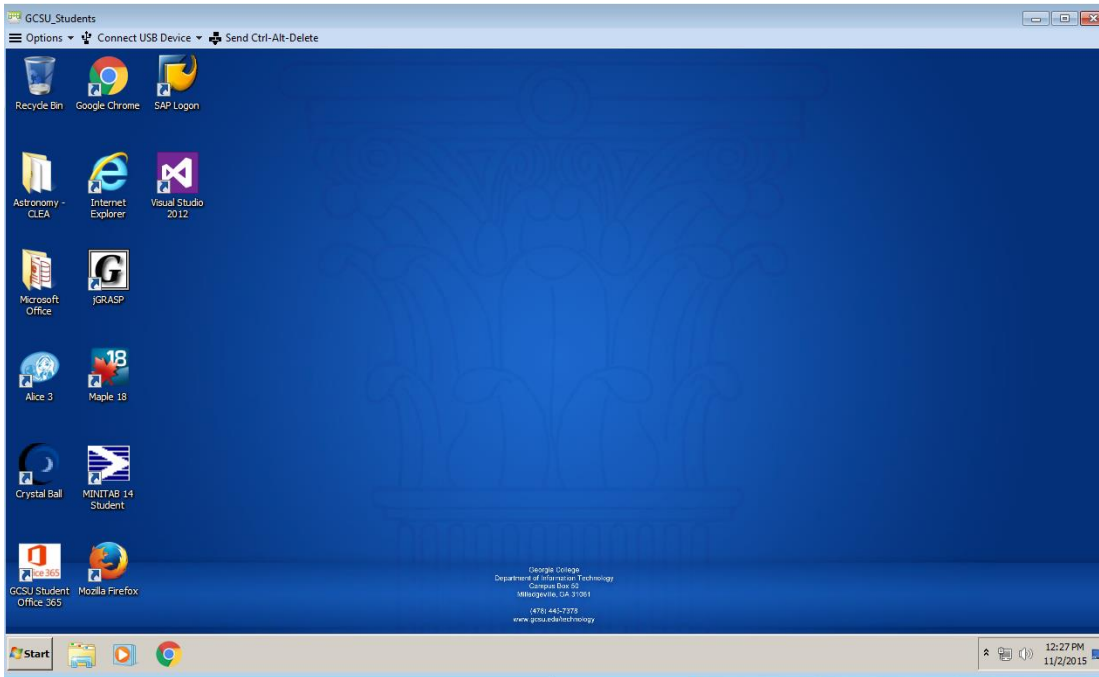 GCSU_Students
Options Connect USB Device Send Ctrl-Alt-Delete
Recycle Bin
Google Chrome
SAP Logon
Astronomy -
CLEA
Internet
Explorer
Visual Studio
2012
Microsoft
Office
G
jGRASP
Alice 3
18
Maple 18
Crystal Ball
MINITAB 14
Student
ice 365
GCSU Student
Office 365
Mozilla Firefox
Georgia College
Department of Information Technology
Campus Box 50
Milledgeville, GA 31061
www.gcsu.edu/technology
Start
12:27 PM
11/2/2015